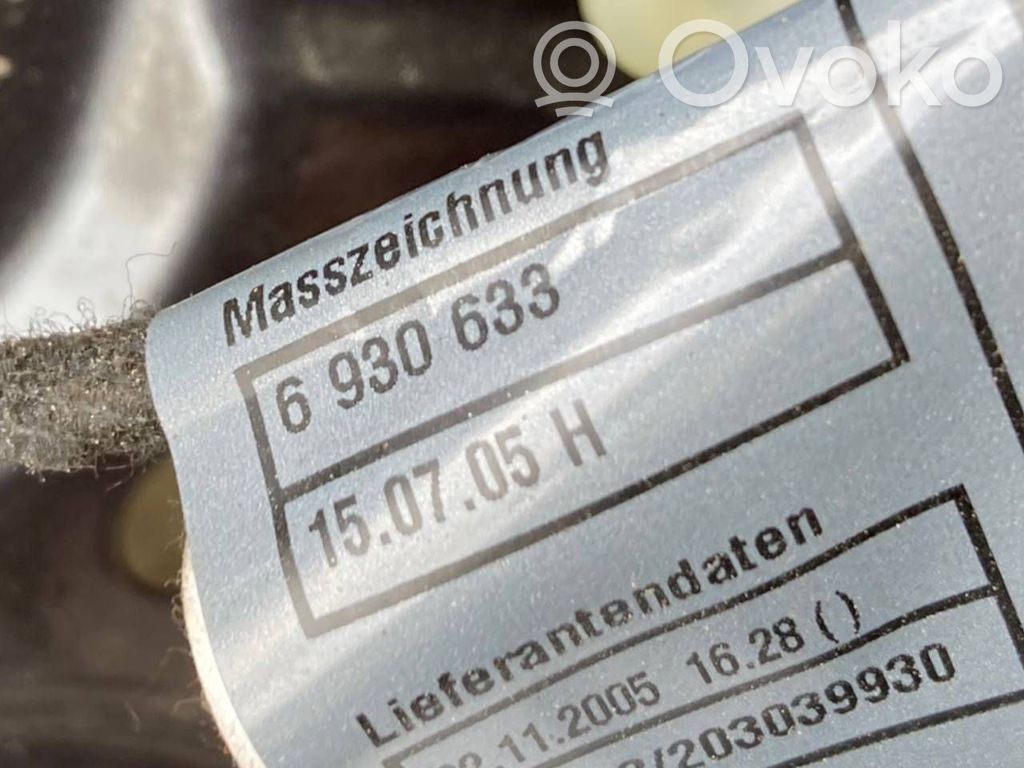 Ovoko
Masszeichnung
6 930 633
15.07.05 H
Lieferantendaten
.11.2005 16.28 ()
/203039930